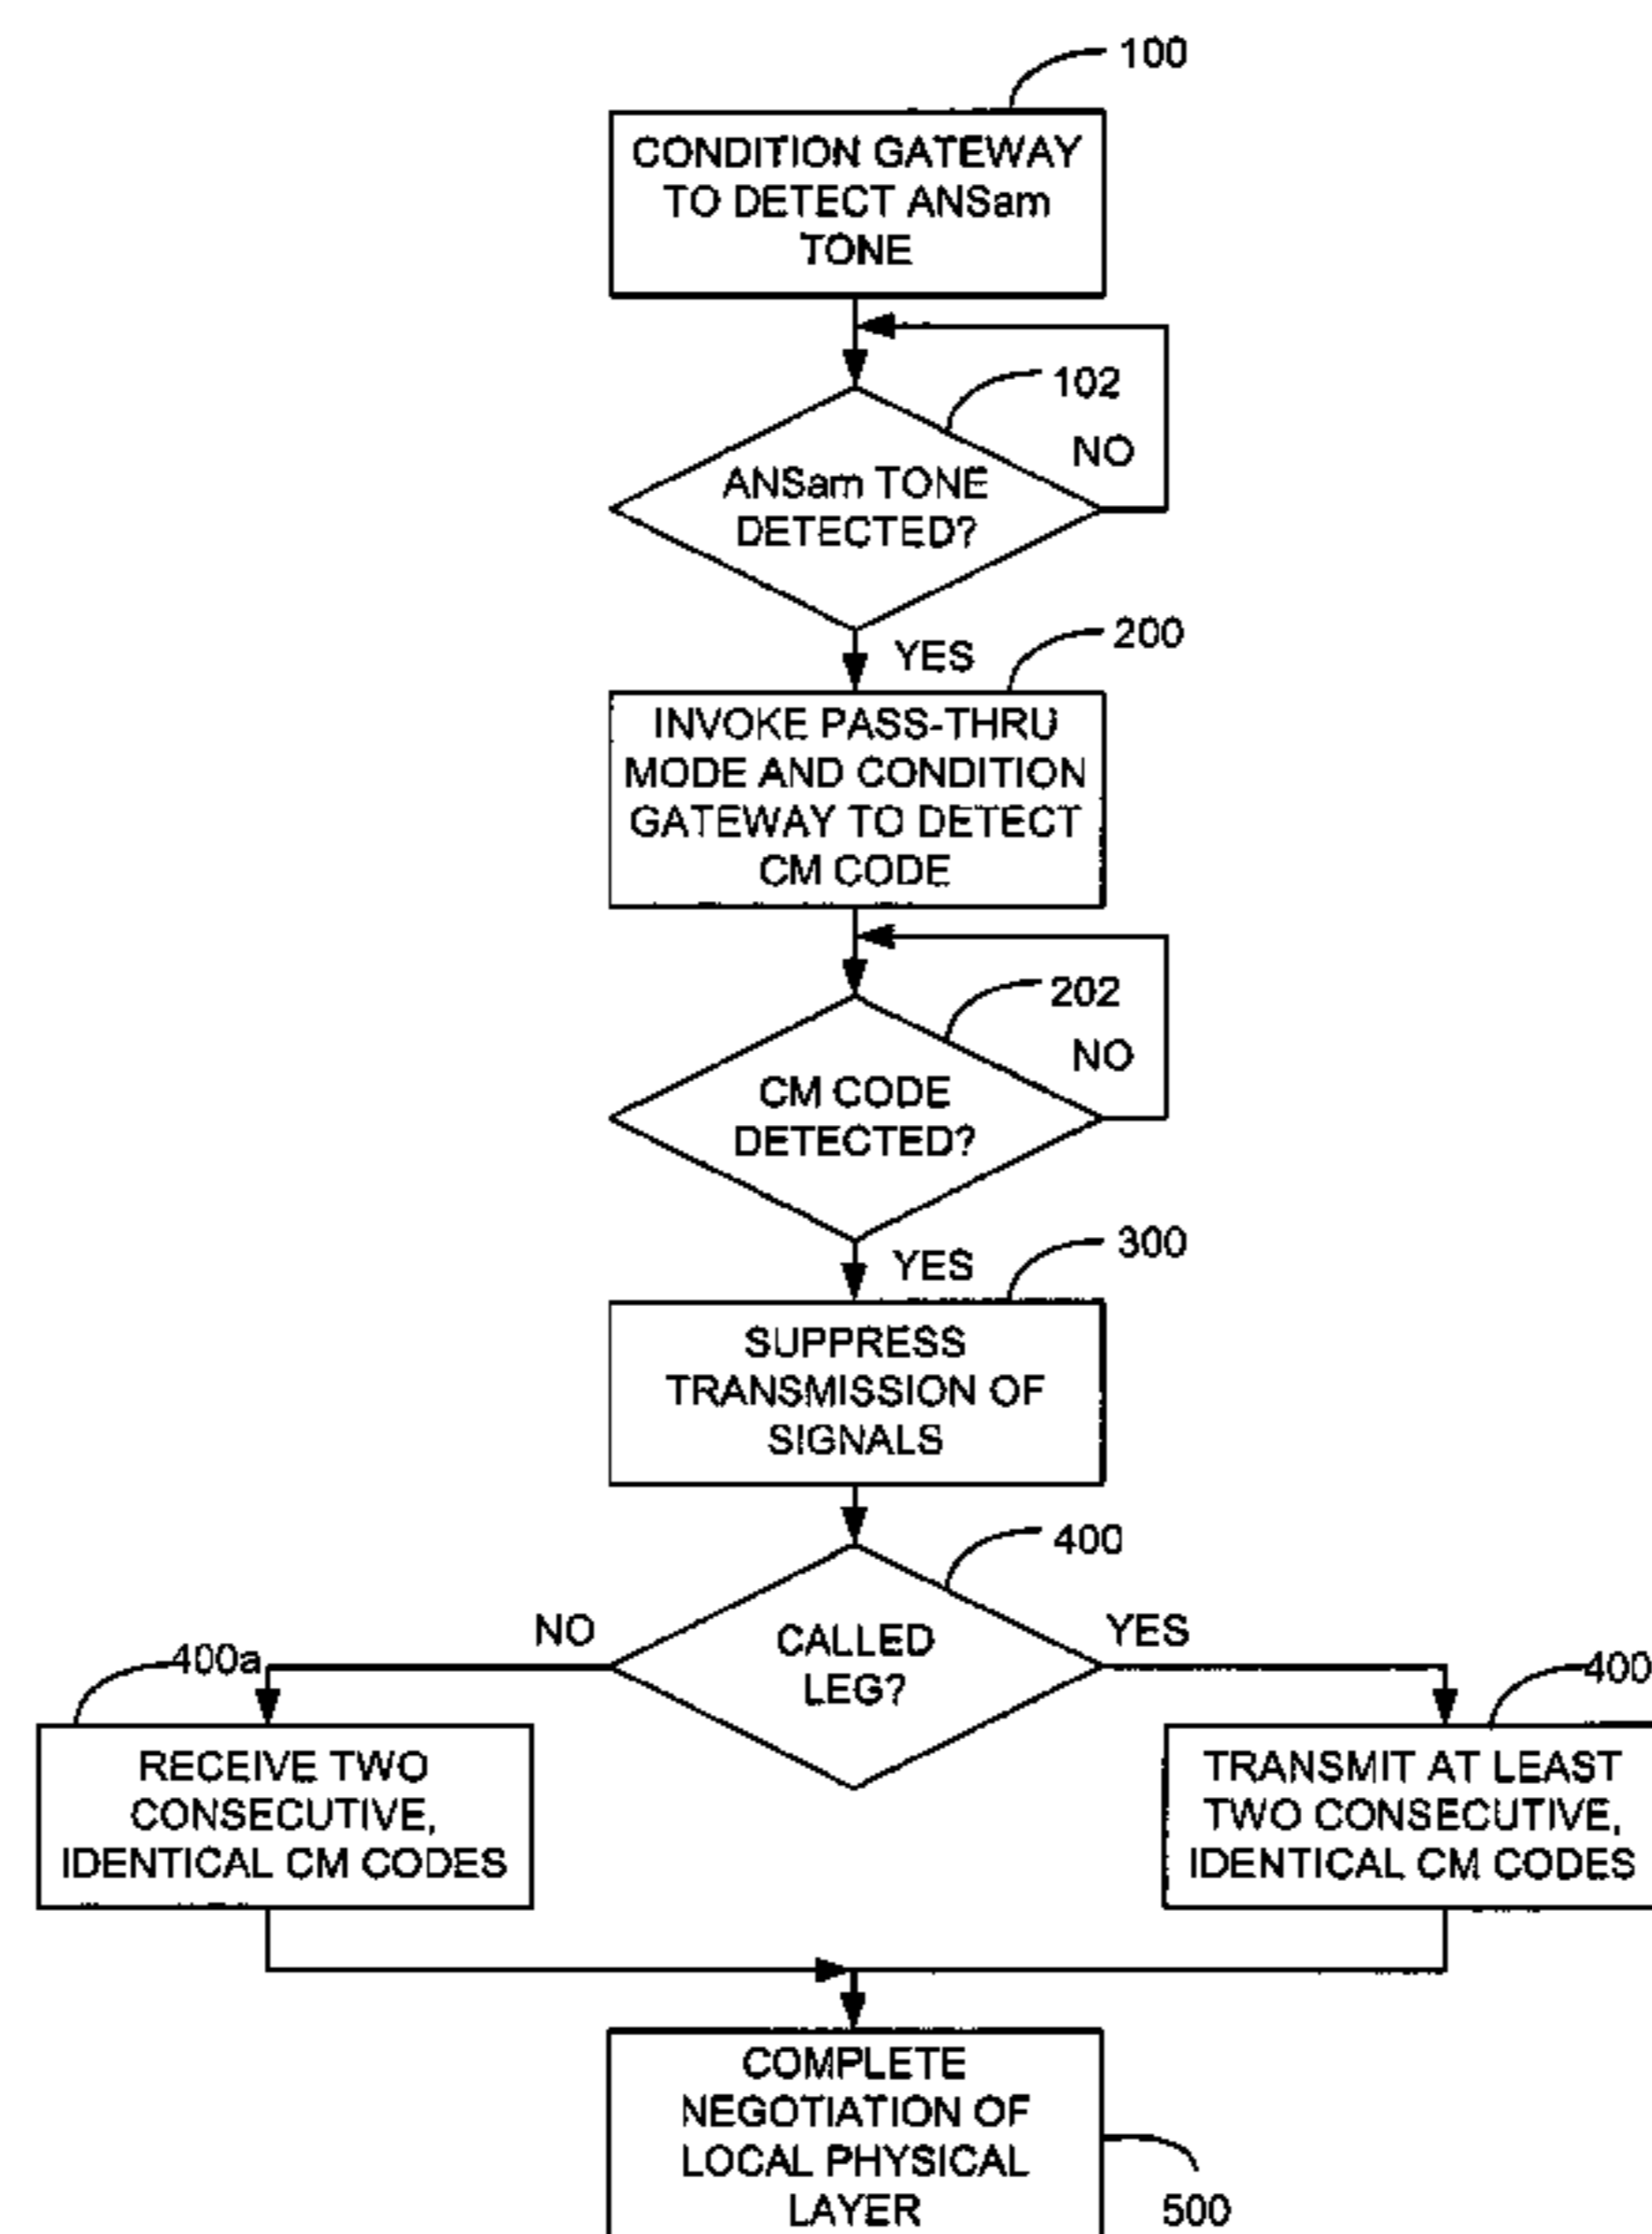 100
CONDITION GATEWAY
TO DETECT ANSam
TONE
102
NO
ANSam TONE
DETECTED?
YES
200
INVOKE PASS-THRU
MODE AND CONDITION
GATEWAY TO DETECT
CM CODE
202
NO
CM CODE
DETECTED?
YES
300
SUPPRESS
TRANSMISSION OF
SIGNALS
400
NO
CALLED
LEG?
YES
400a
400
RECEIVE TWO
CONSECUTIVE,
IDENTICAL CM CODES
TRANSMIT AT LEAST
TWO CONSECUTIVE,
IDENTICAL CM CODES
COMPLETE
NEGOTIATION OF
LOCAL PHYSICAL
LAYER
500